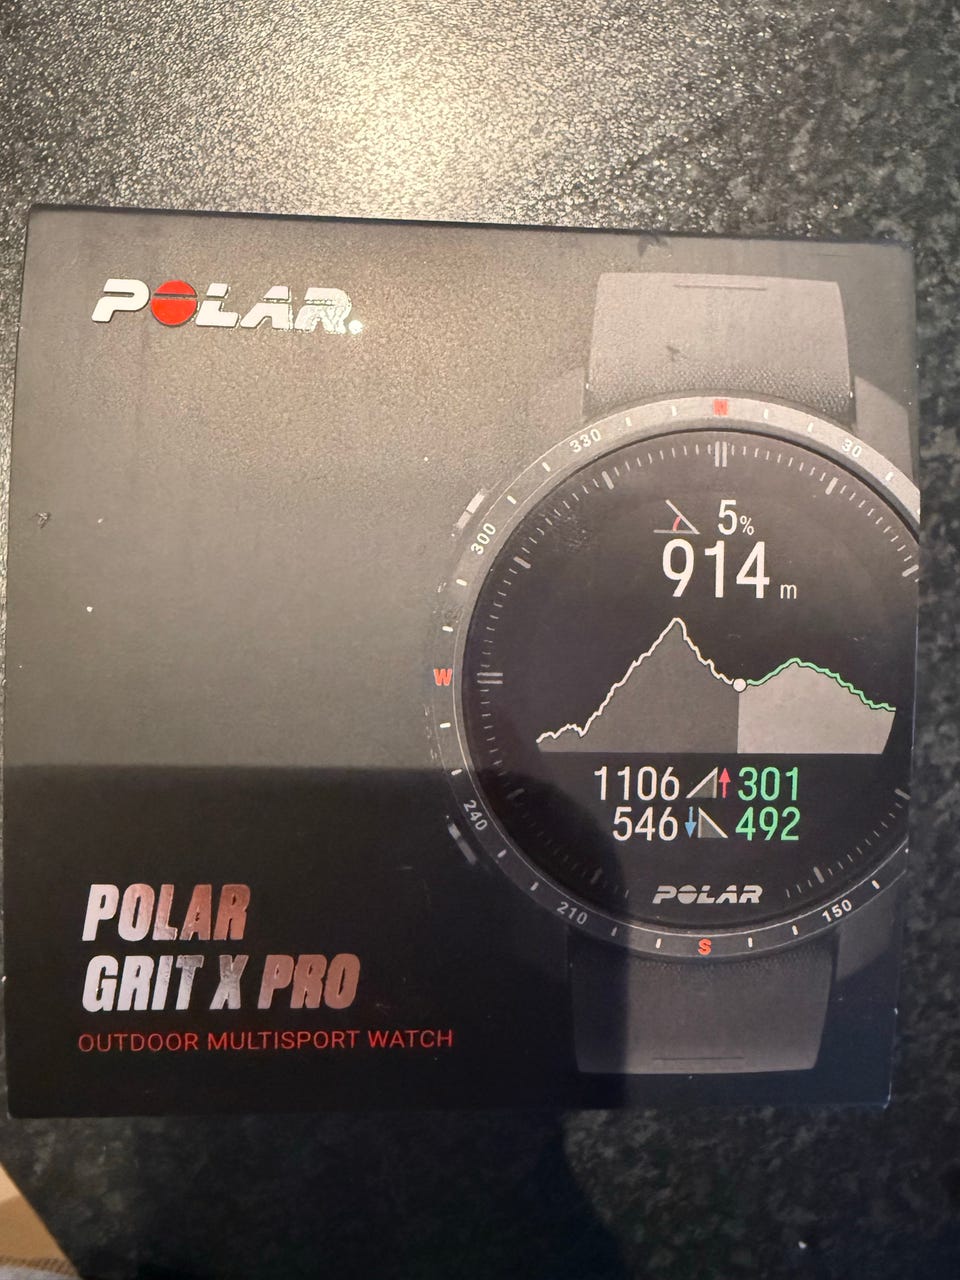 POLAR.
N
330
30
300
5%
914 m
W
1106 301
546 492
240
POLAR
210
150
S
POLAR
GRIT X PRO
OUTDOOR MULTISPORT WATCH